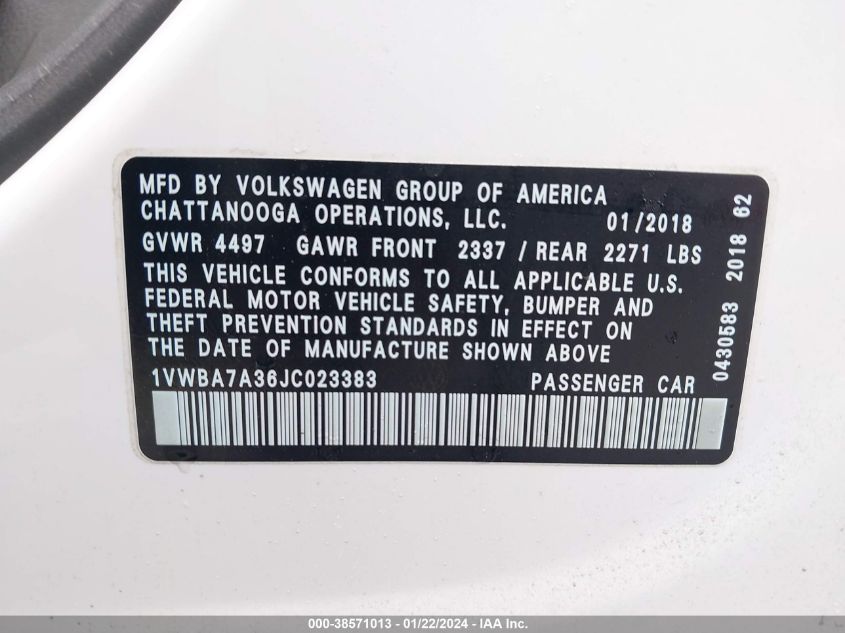 MFD BY VOLKSWAGEN GROUP OF AMERICA
CHATTANOOGA OPERATIONS, LLC. 01/2018
GVWR 4497 GAWR FRONT 2337 / REAR 2271 LBS
THIS VEHICLE CONFORMS TO ALL APPLICABLE U.S.
FEDERAL MOTOR VEHICLE SAFETY, BUMPER AND
THEFT PREVENTION STANDARDS IN EFFECT ON
THE DATE OF MANUFACTURE SHOWN ABOVE
1VWBA7A36JC023383 PASSENGER CAR
0430583 2018 62
000-38571013 - 01/22/2024 - IAA Inc.